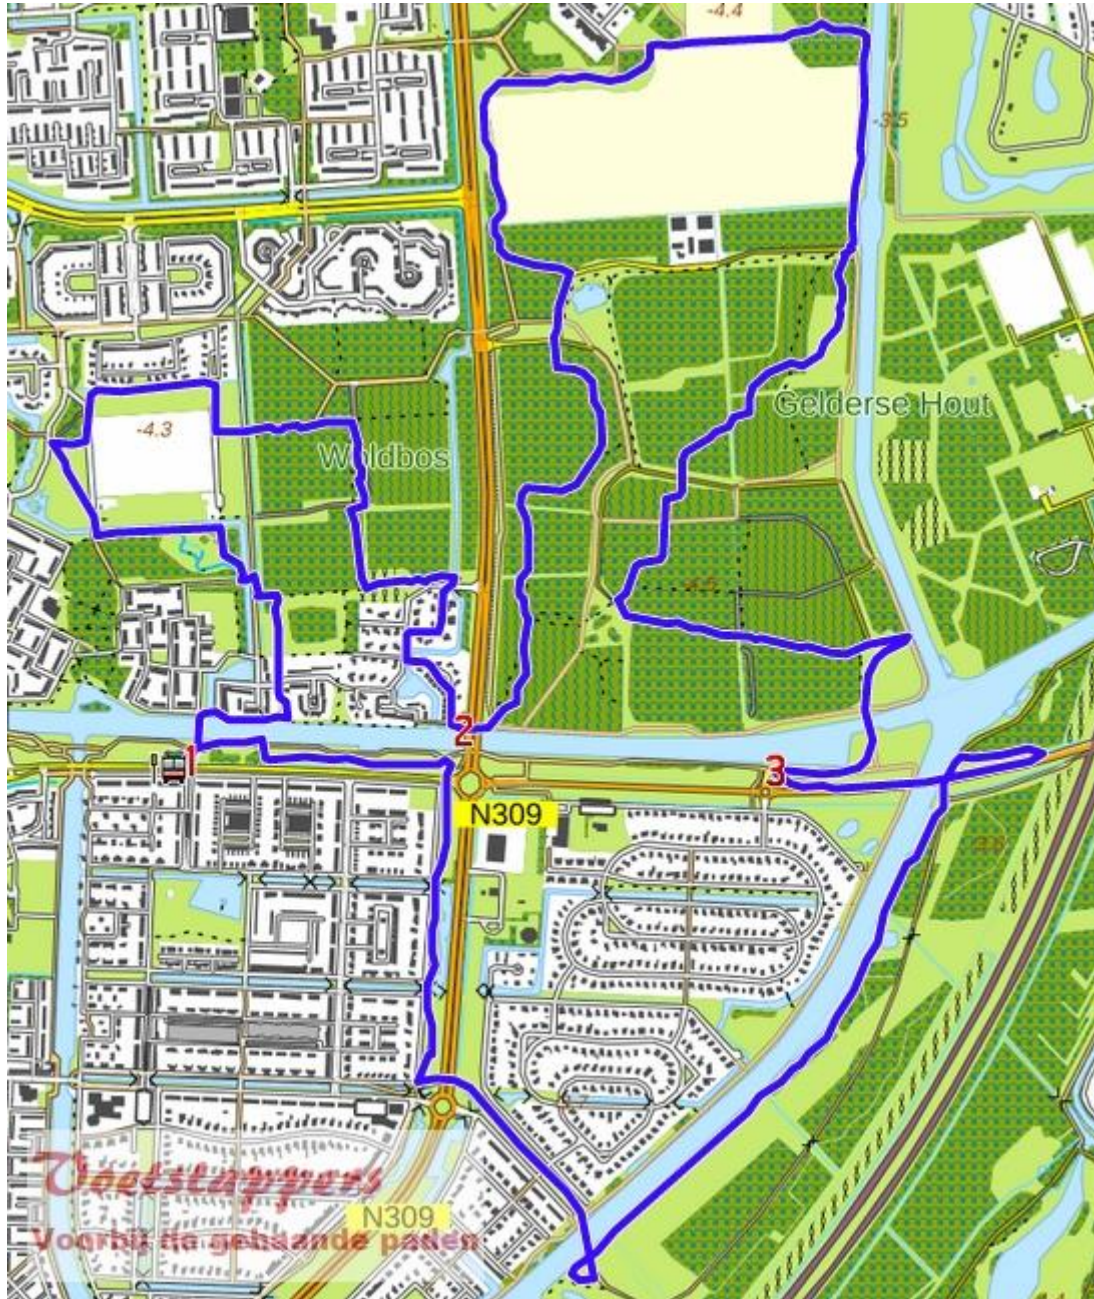 -4.4
-3.5
Gelderse Hout
-4.3
Woldbos
1
2
3
N309
N309
Voetstappers
Voorbij de gebaande paden